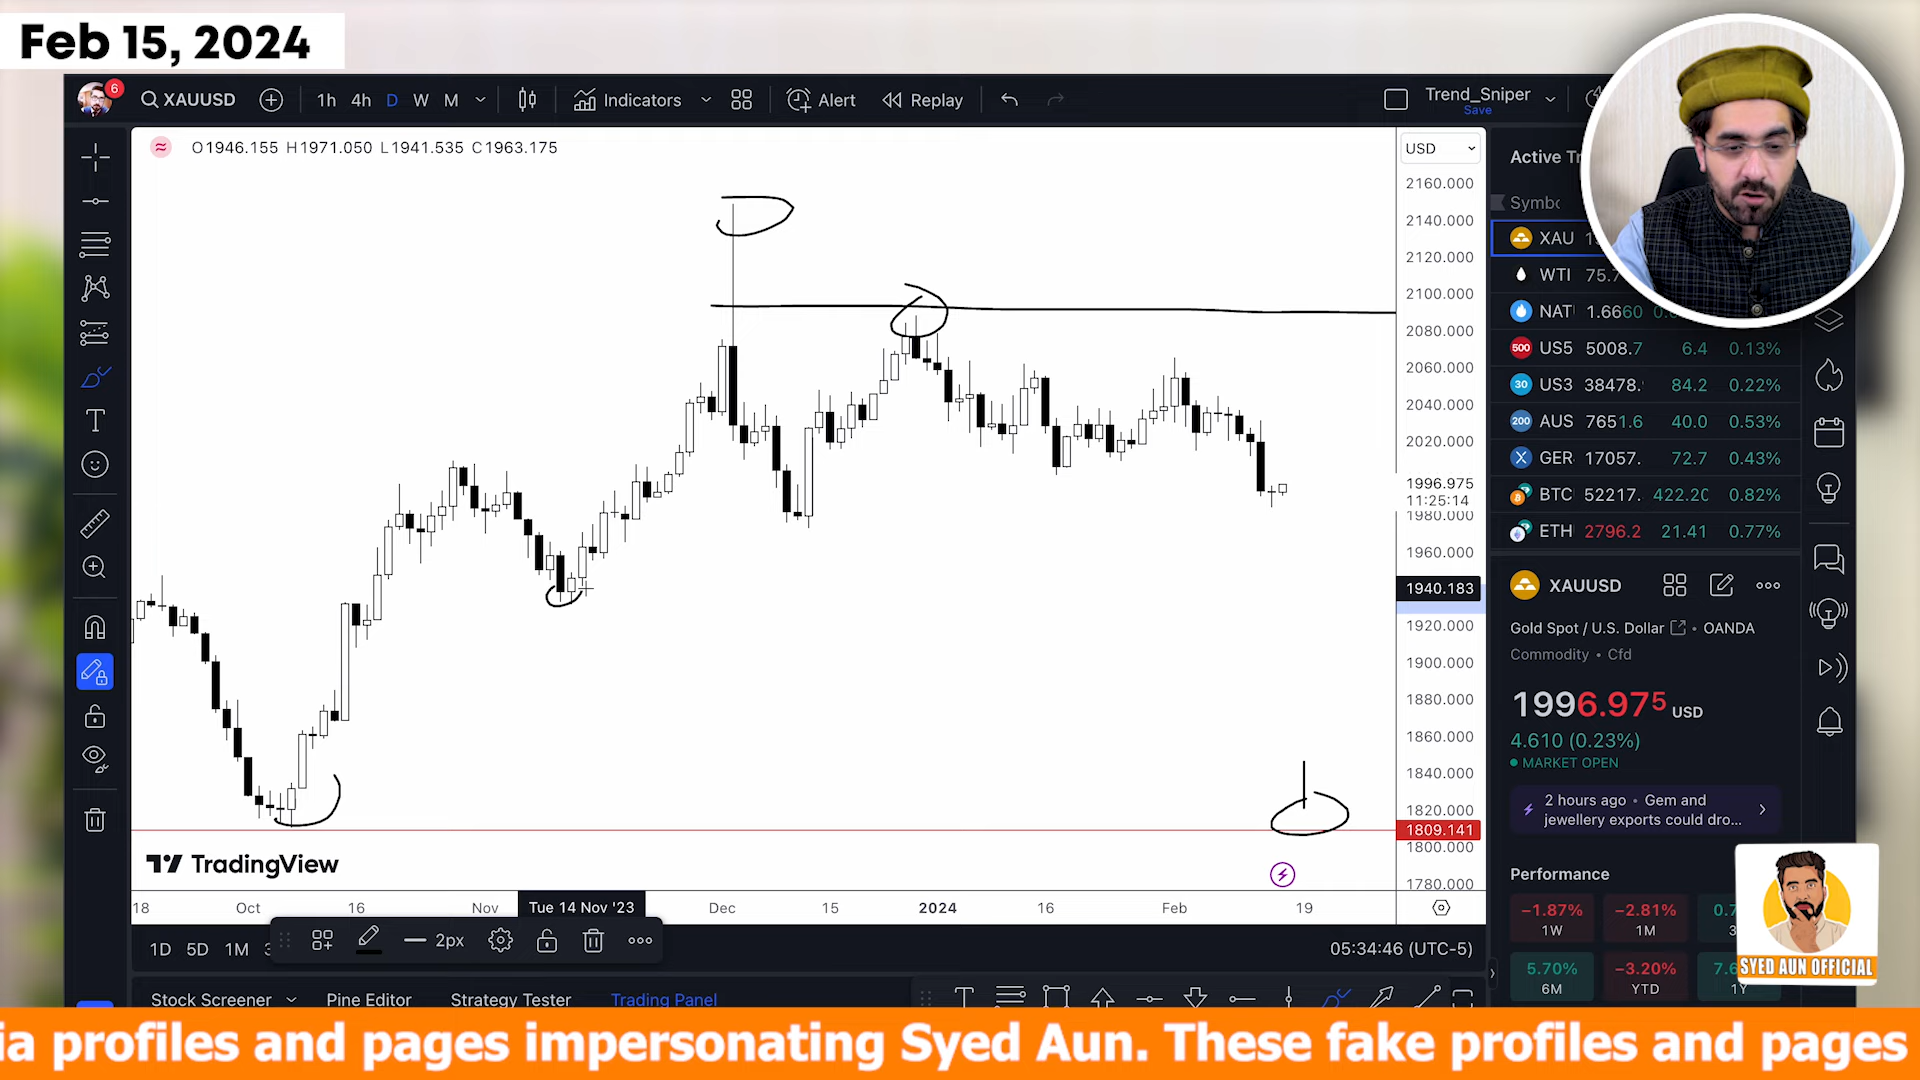 Feb 15, 2024
6
XAUUSD
1h 4h D W M
Indicators
Alert
Replay
Trend_Sniper
Save
O1946.155 H1971.050 L1941.535 C1963.175
USD
2160.000
2140.000
2120.000
2100.000
2080.000
2060.000
2040.000
2020.000
1996.975
11:25:14
1980.000
1960.000
1940.183
1920.000
1900.000
1880.000
1860.000
1840.000
1820.000
1809.141
1800.000
1780.000
TradingView
18 Oct 16 Nov Tue 14 Nov '23 Dec 15 2024 16 Feb 19
2px
1D 5D 1M
05:34:46 (UTC-5)
Stock Screener Pine Editor Strategy Tester Trading Panel
Active
XAU
WTI 75.7
NAT 1.6660
500 US5 5008.7 6.4 0.13%
30 US3 38478. 84.2 0.22%
200 AUS 7651.6 40.0 0.53%
X GER 17057. 72.7 0.43%
BTC 52217. 422.20 0.82%
ETH 2796.2 21.41 0.77%
XAUUSD
Gold Spot / U.S. Dollar • OANDA
Commodity • Cfd
1996.975 USD
4.610 (0.23%)
MARKET OPEN
2 hours ago • Gem and
jewellery exports could dro...
Performance
−1.87% −2.81%
1W 1M
5.70% −3.20%
6M YTD 1Y
SYED AUN OFFICIAL
ia profiles and pages impersonating Syed Aun. These fake profiles and pages